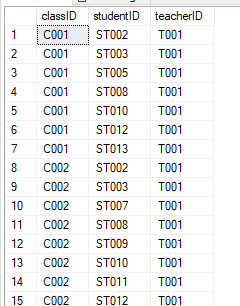 classID studentID teacherID
1 C001 ST002 T001
2 C001 ST003 T001
3 C001 ST005 T001
4 C001 ST008 T001
5 C001 ST010 T001
6 C001 ST012 T001
7 C001 ST013 T001
8 C002 ST002 T001
9 C002 ST003 T001
10 C002 ST007 T001
11 C002 ST008 T001
12 C002 ST009 T001
13 C002 ST010 T001
14 C002 ST011 T001
15 C002 ST012 T001